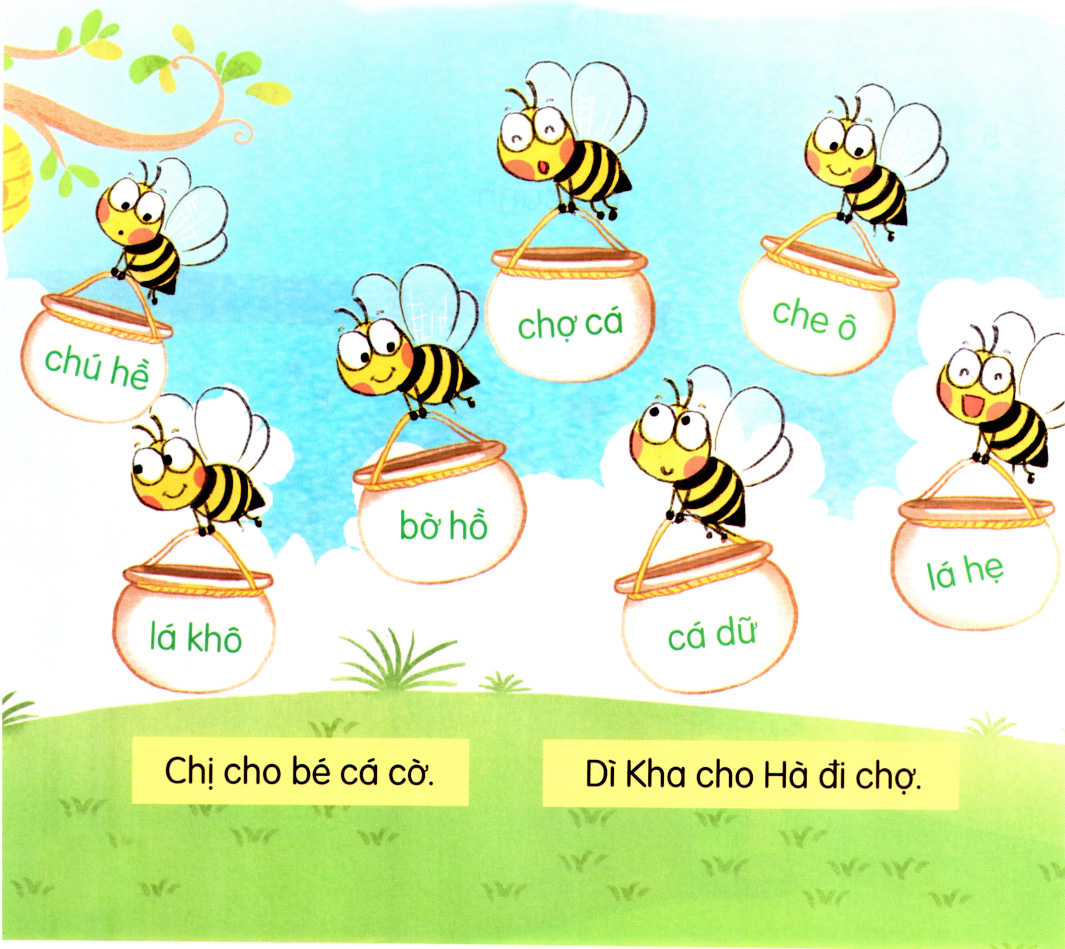 chợ cá
che ô
chú hề
bờ hồ
lá hẹ
lá khô
cá dữ
Chị cho bé cá cờ.
Dì Kha cho Hà đi chợ.